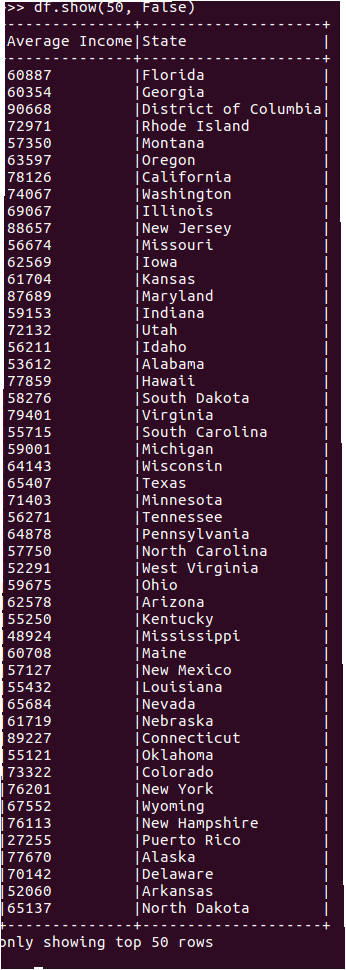 >> df.show(50, False)
--------------+--------------------+
Average Income|State               |
--------------+--------------------+
60887         |Florida             |
60354         |Georgia             |
90668         |District of Columbia|
72971         |Rhode Island        |
57350         |Montana             |
63597         |Oregon              |
78126         |California          |
74067         |Washington          |
69067         |Illinois            |
88657         |New Jersey          |
56674         |Missouri            |
62569         |Iowa                |
61704         |Kansas              |
87689         |Maryland            |
59153         |Indiana             |
72132         |Utah                |
56211         |Idaho               |
53612         |Alabama             |
77859         |Hawaii              |
58276         |South Dakota        |
79401         |Virginia            |
55715         |South Carolina      |
59001         |Michigan            |
64143         |Wisconsin           |
65407         |Texas               |
71403         |Minnesota           |
56271         |Tennessee           |
64878         |Pennsylvania        |
57750         |North Carolina      |
52291         |West Virginia       |
59675         |Ohio                |
|62578         |Arizona             |
|55250         |Kentucky            |
|48924         |Mississippi         |
|60708         |Maine               |
|57127         |New Mexico          |
|55432         |Louisiana           |
|65684         |Nevada              |
|61719         |Nebraska            |
|89227         |Connecticut         |
|55121         |Oklahoma            |
|73322         |Colorado            |
|76201         |New York            |
|67552         |Wyoming             |
|76113         |New Hampshire       |
|27255         |Puerto Rico         |
|77670         |Alaska              |
|70142         |Delaware            |
|52060         |Arkansas            |
|65137         |North Dakota        |
+--------------+--------------------+
only showing top 50 rows